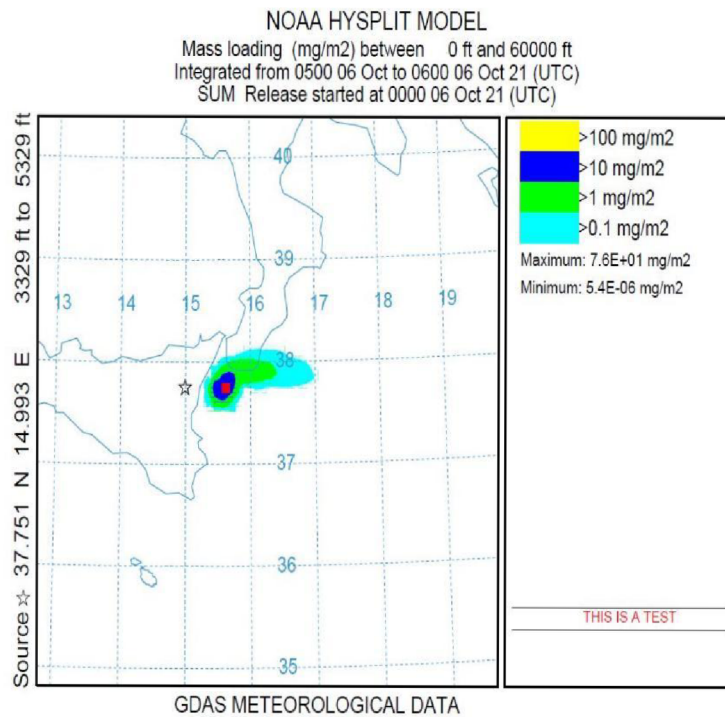 NOAA HYSPLIT MODEL
Mass loading (mg/m2) between 0 ft and 60000 ft
Integrated from 0500 06 Oct to 0600 06 Oct 21 (UTC)
SUM Release started at 0000 06 Oct 21 (UTC)
Source ☆ 37.751 N 14.993 E 3329 ft to 5329 ft
40
39
13 14 15 16 17 18 19
38
37
36
35
>100 mg/m2
>10 mg/m2
>1 mg/m2
>0.1 mg/m2
Maximum: 7.6E+01 mg/m2
Minimum: 5.4E-06 mg/m2
THIS IS A TEST
GDAS METEOROLOGICAL DATA